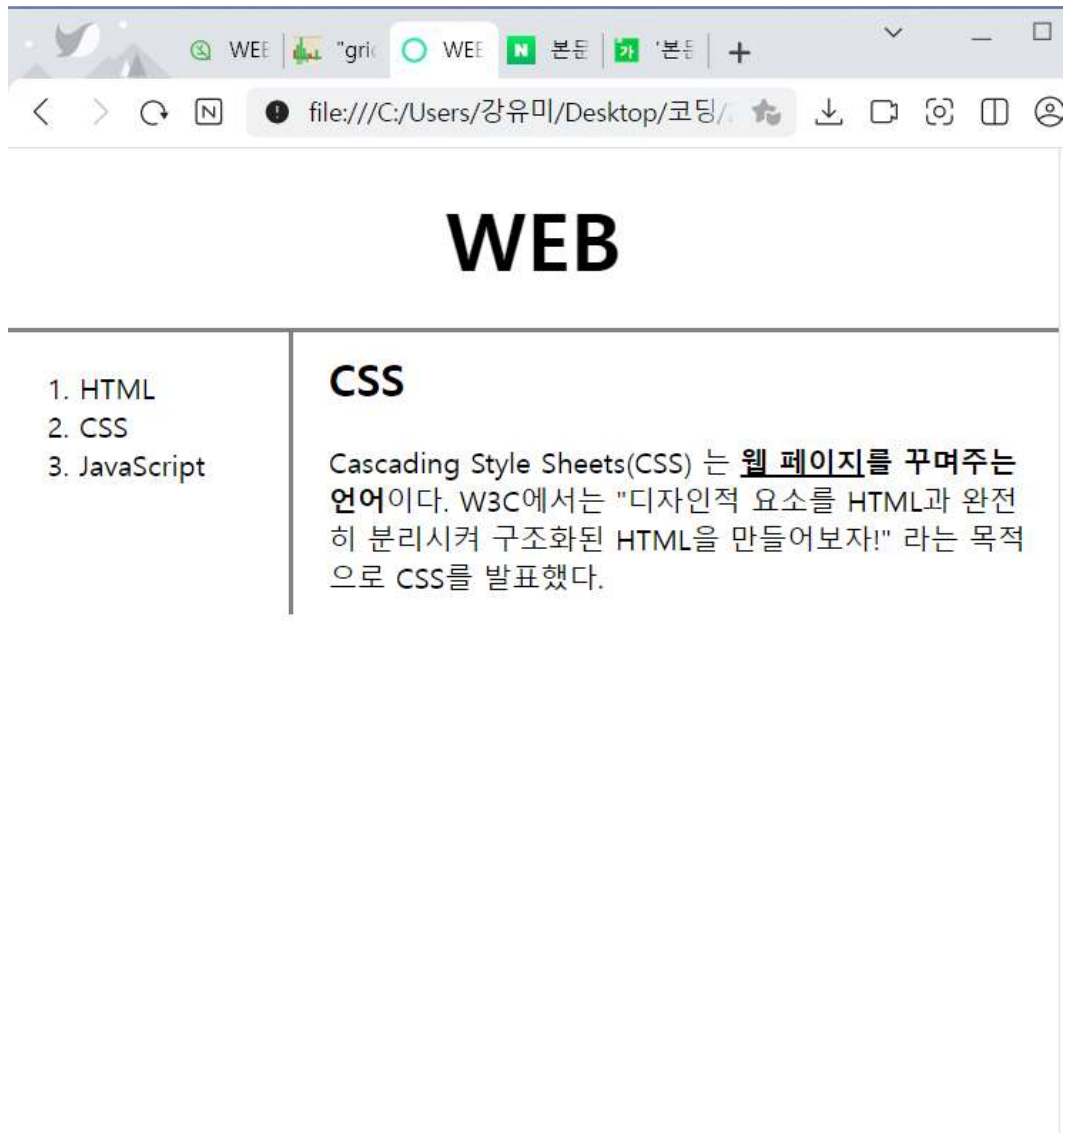 WEE "gri WEE N 본문 가 '본문
N file:///C:/Users/강유미/Desktop/코딩/
WEB
1. HTML
2. CSS
3. JavaScript
CSS
Cascading Style Sheets(CSS) 는 웹 페이지를 꾸며주는
언어이다. W3C에서는 "디자인적 요소를 HTML과 완전
히 분리시켜 구조화된 HTML을 만들어보자!" 라는 목적
으로 CSS를 발표했다.